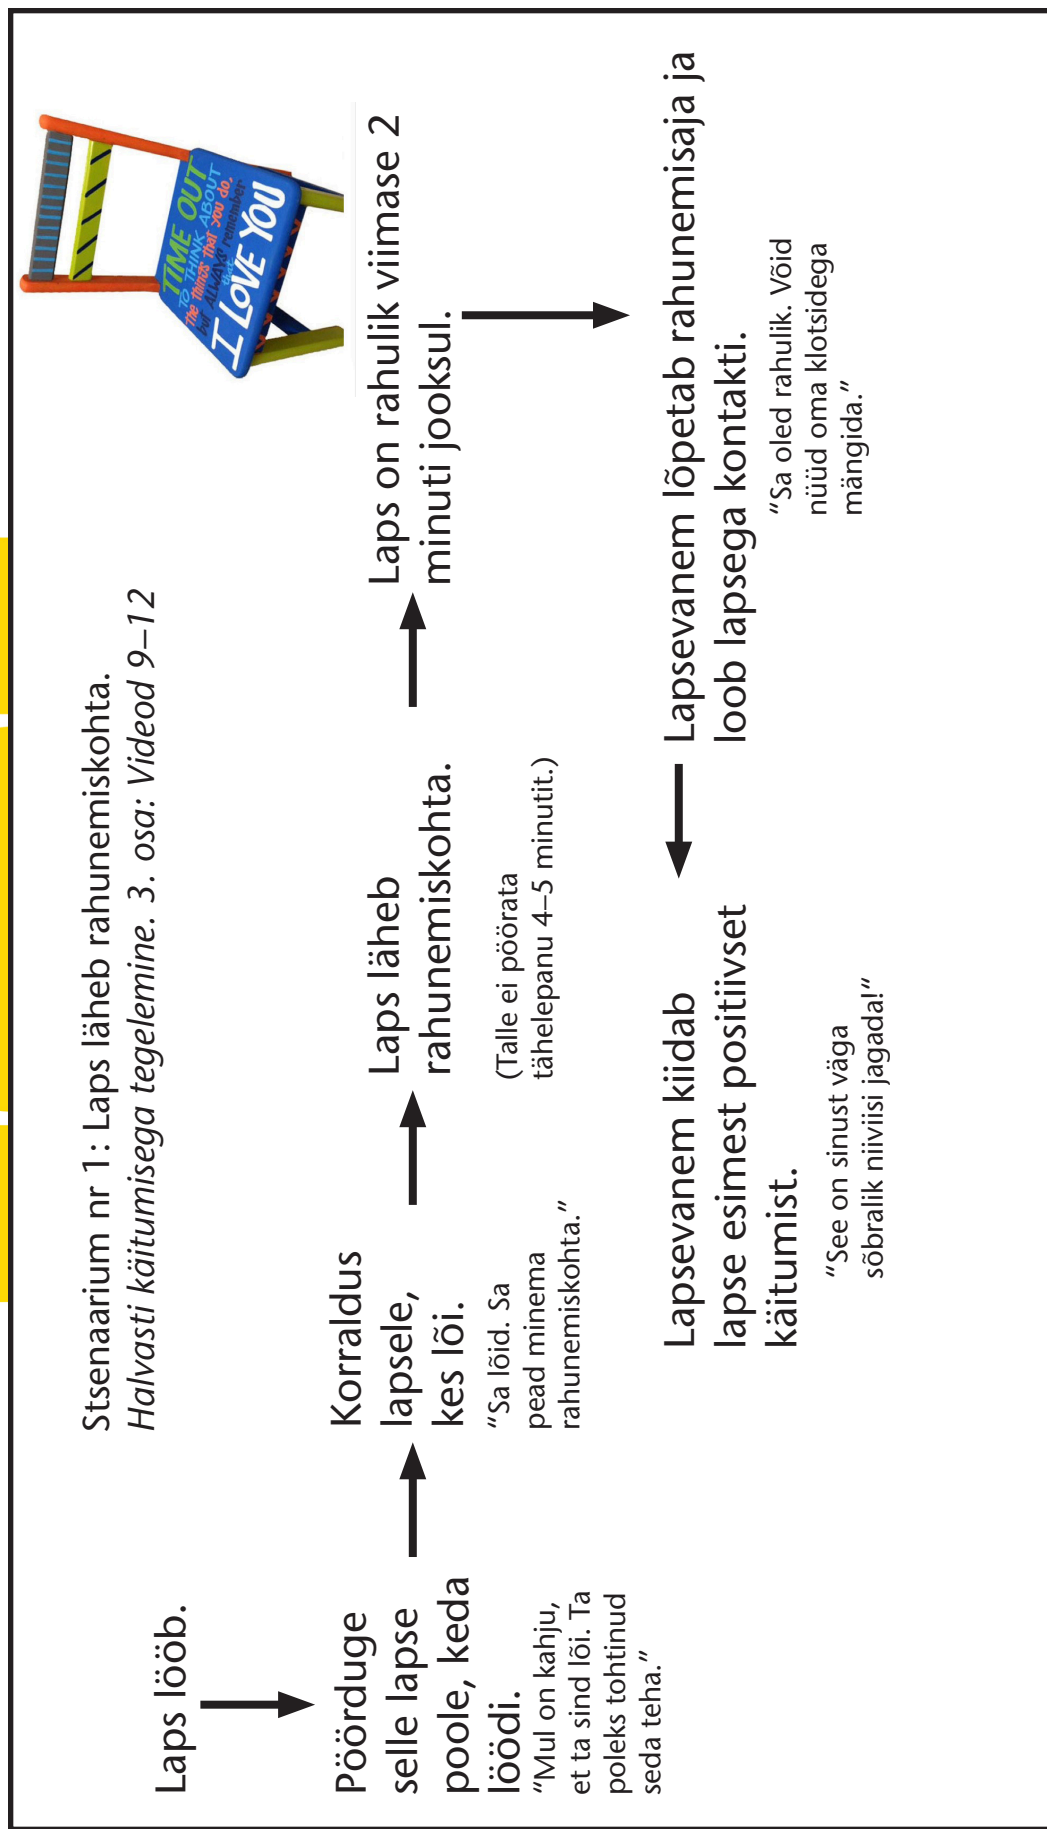 Stsenaarium nr 1: Laps läheb rahunemiskohta.
Halvasti käitumisega tegelemine. 3. osa: Videod 9–12
TIME OUT
TO THINK ABOUT
the things that you do,
but ALWAYS remember
that
I LOVE YOU
Laps lööb.
Pöörduge
selle lapse
poole, keda
löödi.
“Mul on kahju,
et ta sind lõi. Ta
poleks tohtinud
seda teha.”
Korraldus
lapsele,
kes lõi.
“Sa lõid. Sa
pead minema
rahunemiskohta.”
Laps läheb
rahunemiskohta.
(Talle ei pöörata
tähelepanu 4–5 minutit.)
Laps on rahulik viimase 2
minuti jooksul.
Lapsevanem lõpetab rahunemisaja ja
loob lapsega kontakti.
“Sa oled rahulik. Võid
nüüd oma klotsidega
mängida.”
Lapsevanem kiidab
lapse esimest positiivset
käitumist.
“See on sinust väga
sõbralik niiviisi jagada!”